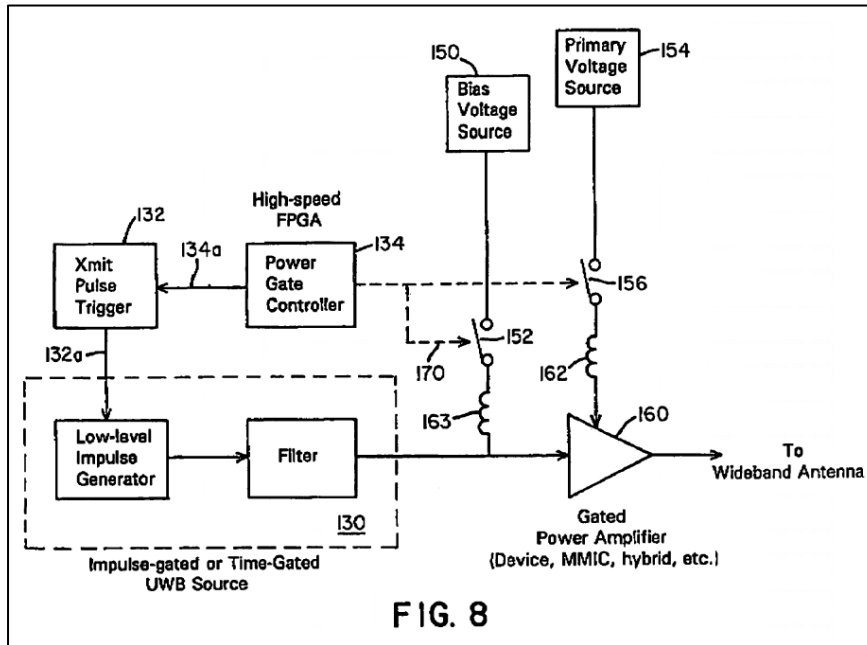 150
Bias
Voltage
Source
Primary
Voltage
Source
154
132
Xmit
Pulse
Trigger
134a
High-speed
FPGA
134
Power
Gate
Controller
156
152
170
162
163
132a
160
Low-level
Impulse
Generator
Filter
130
To
Wideband Antenna
Impulse-gated or Time-Gated
UWB Source
Gated
Power Amplifier
(Device, MMIC, hybrid, etc.)
FIG. 8